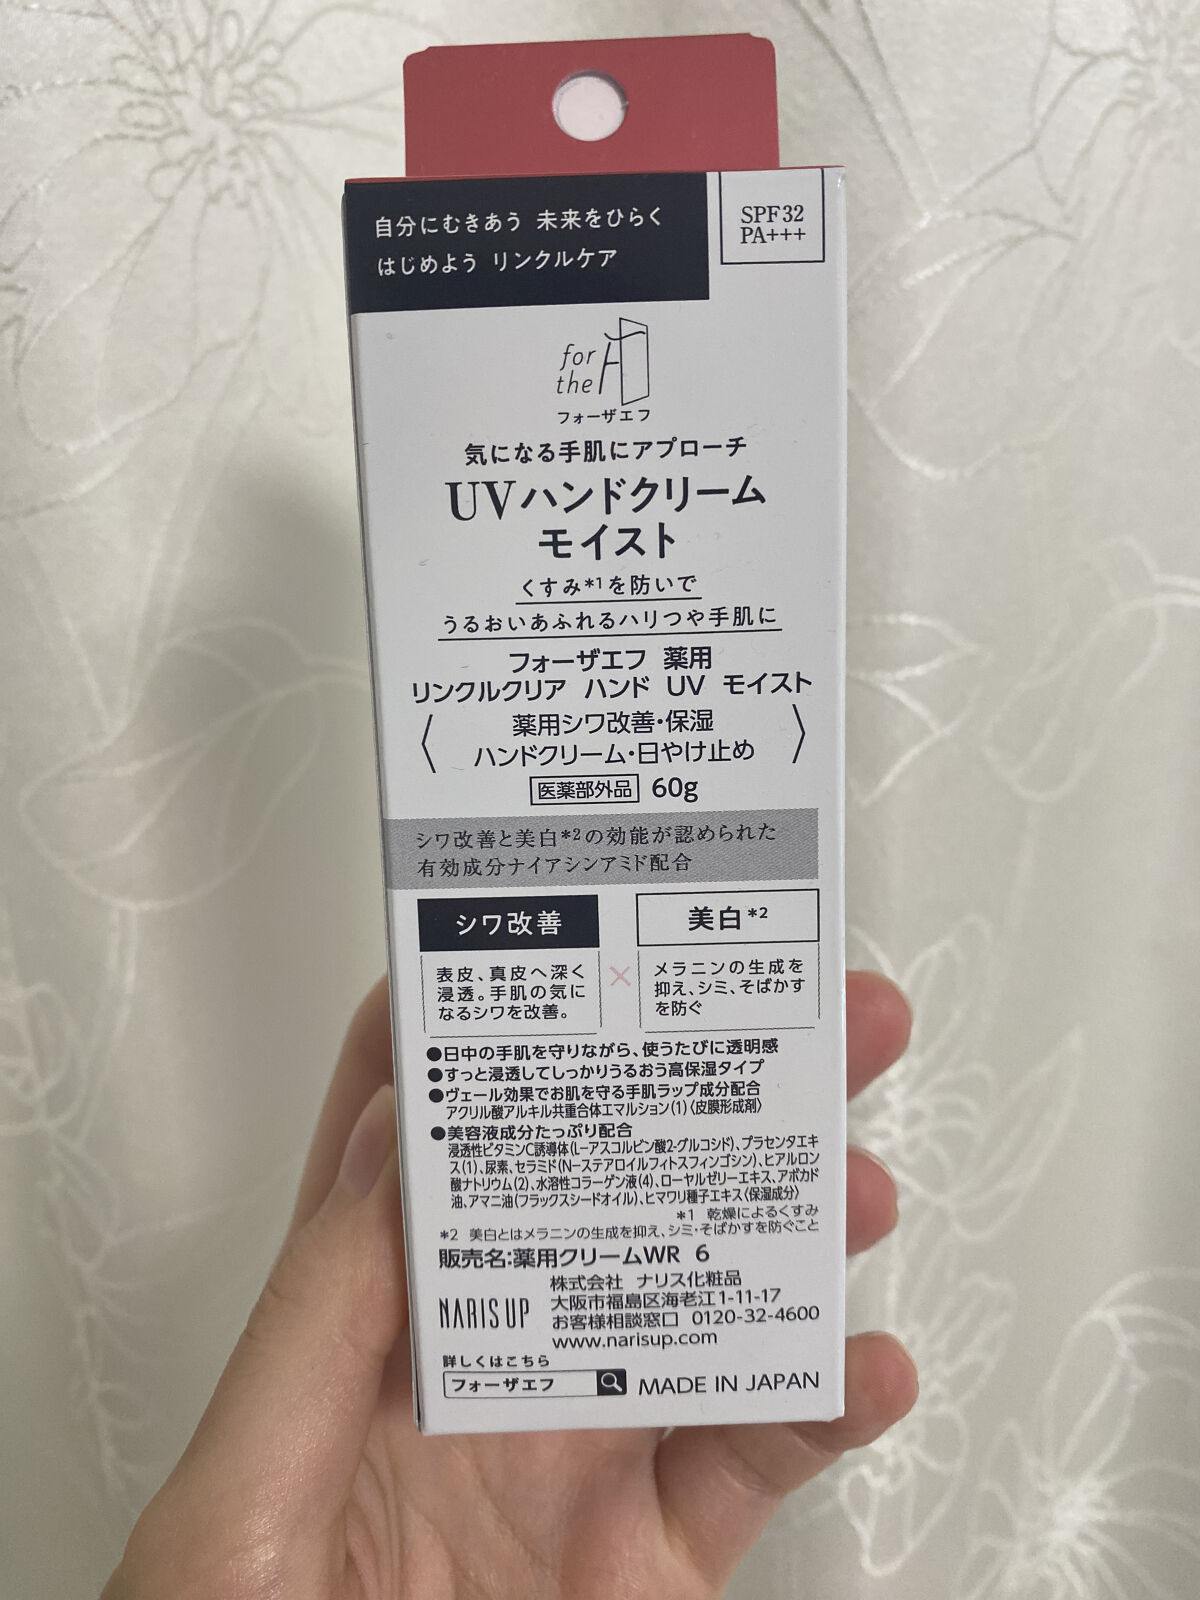 自分にむきあう 未来をひらく
はじめよう リンクルケア
SPF32
PA+++
for
the F
フォーザエフ
気になる手肌にアプローチ
UVハンドクリーム
モイスト
くすみ*1を防いで
うるおいあふれるハリつや手肌に
フォーザエフ 薬用
リンクルクリア ハンド UV モイスト
薬用シワ改善・保湿
ハンドクリーム・日やけ止め
医薬部外品 60g
シワ改善と美白*2の効能が認められた
有効成分ナイアシンアミド配合
シワ改善
表皮、真皮へ深く
浸透。手肌の気に
なるシワを改善。
×
美白*2
メラニンの生成を
抑え、シミ、そばかす
を防ぐ
●日中の手肌を守りながら、使うたびに透明感
●すっと浸透してしっかりうるおう高保湿タイプ
●ヴェール効果でお肌を守る手肌ラップ成分配合
アクリル酸アルキル共重合体エマルション(1)〈皮膜形成剤〉
●美容液成分たっぷり配合
浸透性ビタミンC誘導体(L-アスコルビン酸2-グルコシド)、プラセンタエキ
ス(1)、尿素、セラミド(N-ステアロイルフィトスフィンゴシン)、ヒアルロン
酸ナトリウム(2)、水溶性コラーゲン液(4)、ローヤルゼリーエキス、アボカド
油、アマニ油(フラックスシードオイル)、ヒマワリ種子エキス〈保湿成分〉
*1 乾燥によるくすみ
*2 美白とはメラニンの生成を抑え、シミ・そばかすを防ぐこと
販売名:薬用クリームWR 6
NARIS UP
株式会社 ナリス化粧品
大阪市福島区海老江1-11-17
お客様相談窓口 0120-32-4600
www.narisup.com
詳しくはこちら
フォーザエフ
MADE IN JAPAN